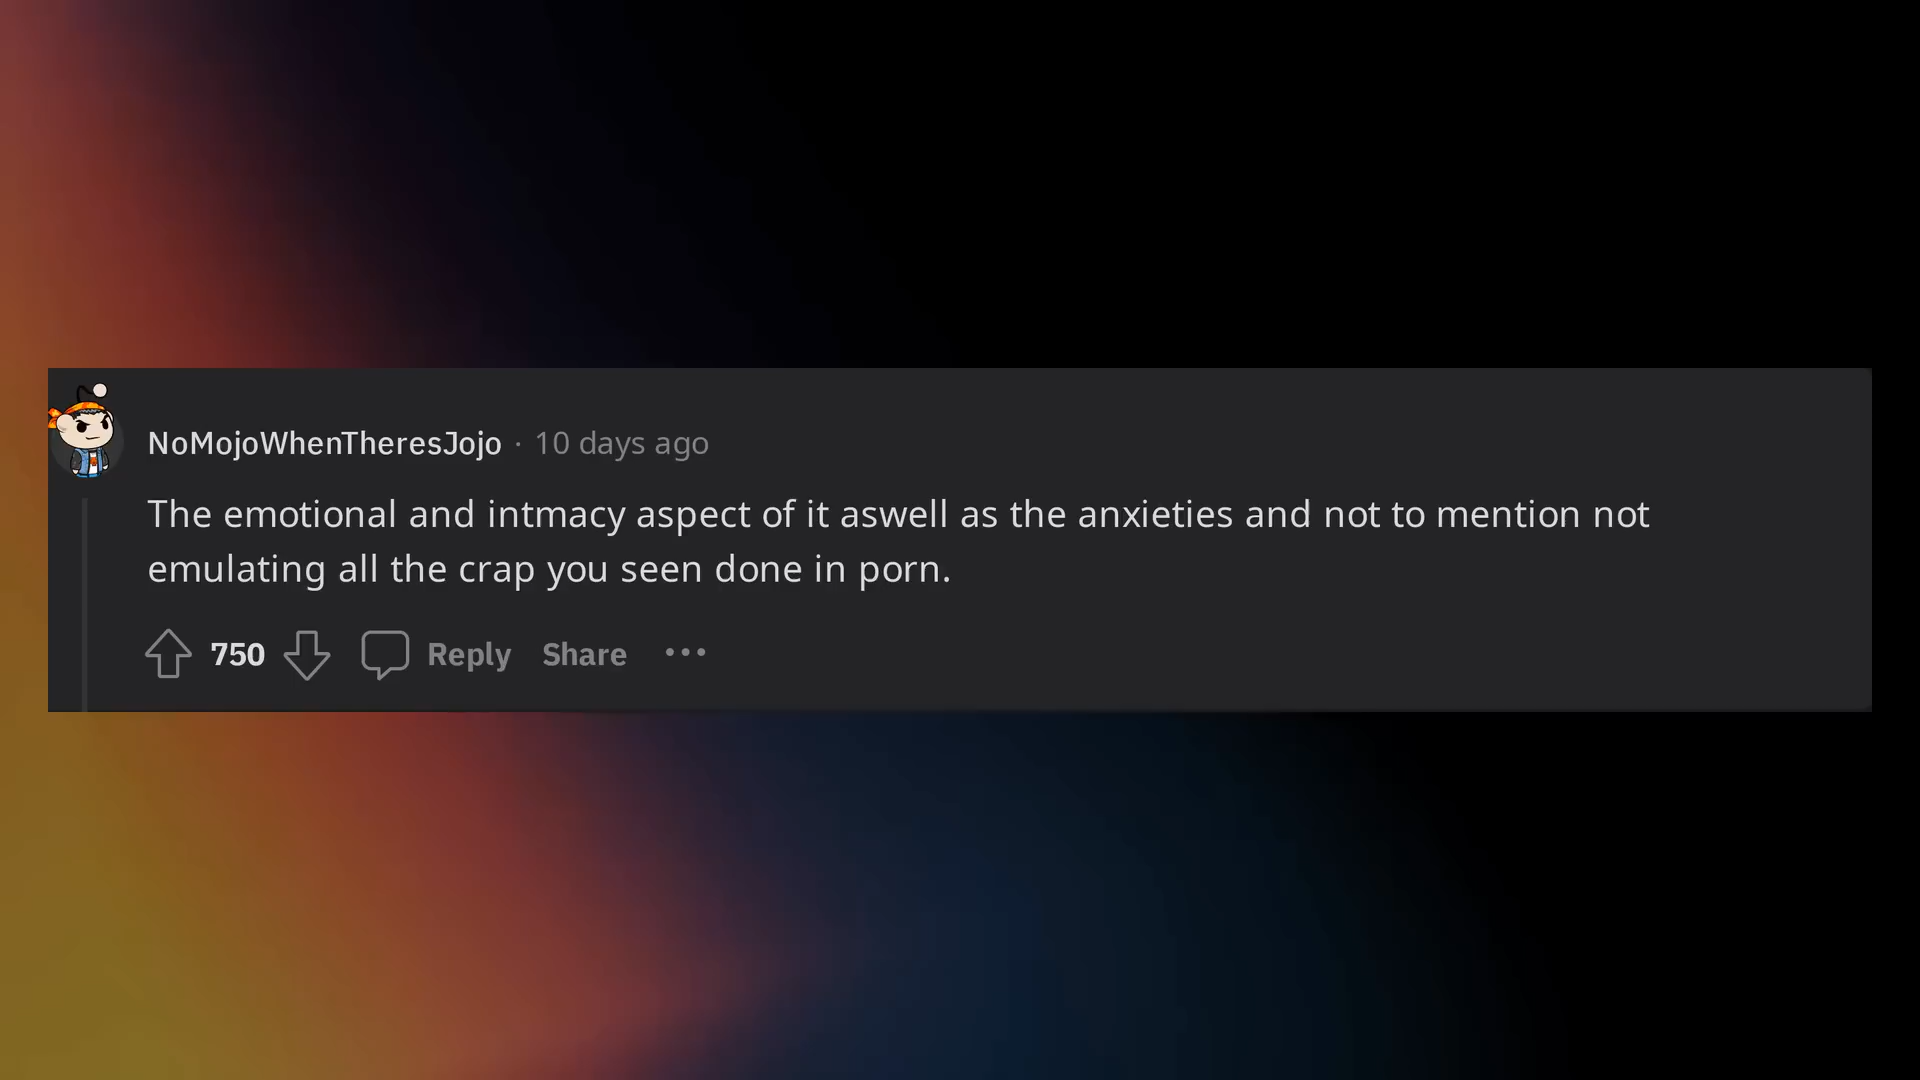 NoMojoWhenTheresJojo · 10 days ago
The emotional and intmacy aspect of it aswell as the anxieties and not to mention not
emulating all the crap you seen done in porn.
750 Reply Share ···